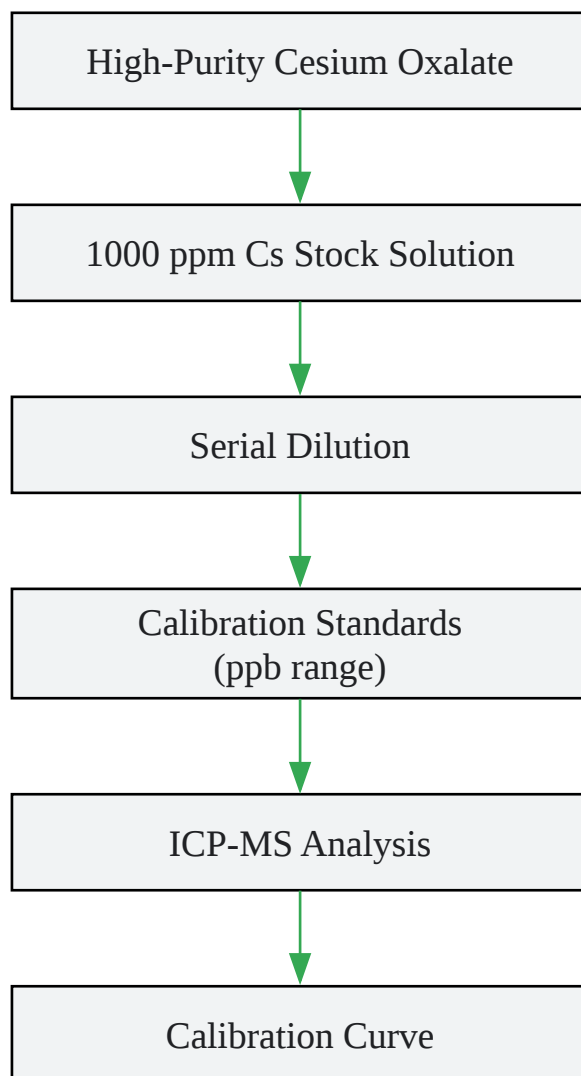 High-Purity Cesium Oxalate
1000 ppm Cs Stock Solution
Serial Dilution
Calibration Standards
(ppb range)
ICP-MS Analysis
Calibration Curve